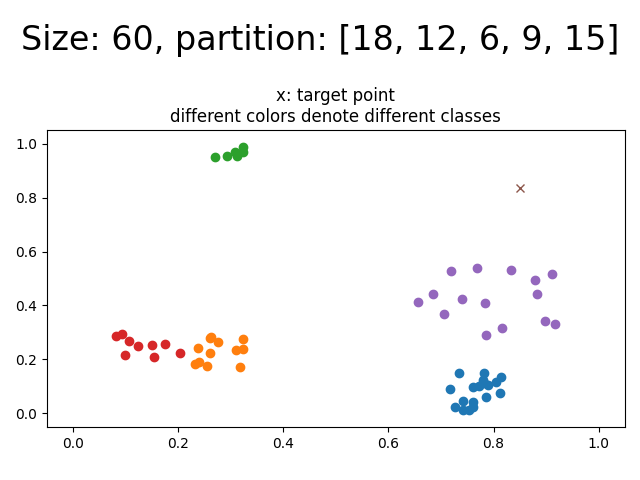 Size: 60, partition: [18, 12, 6, 9, 15]
x: target point
different colors denote different classes
1.0
0.8
0.6
0.4
0.2
0.0
0.0 0.2 0.4 0.6 0.8 1.0